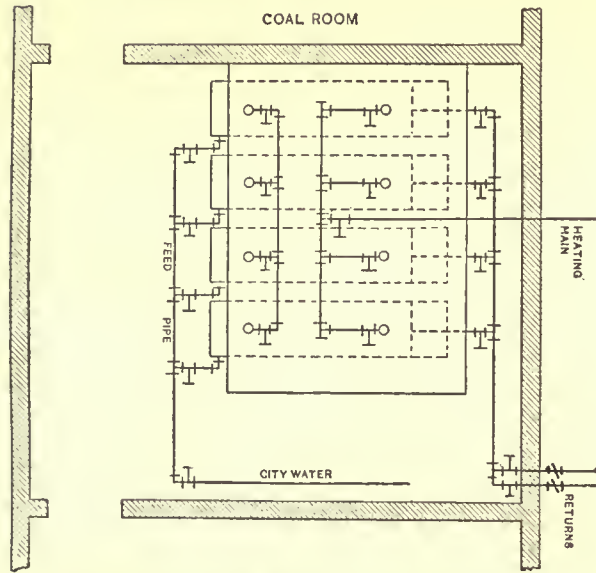 COAL ROOM
HEATING
MAIN
FEED
PIPE
CITY WATER
RETURNS